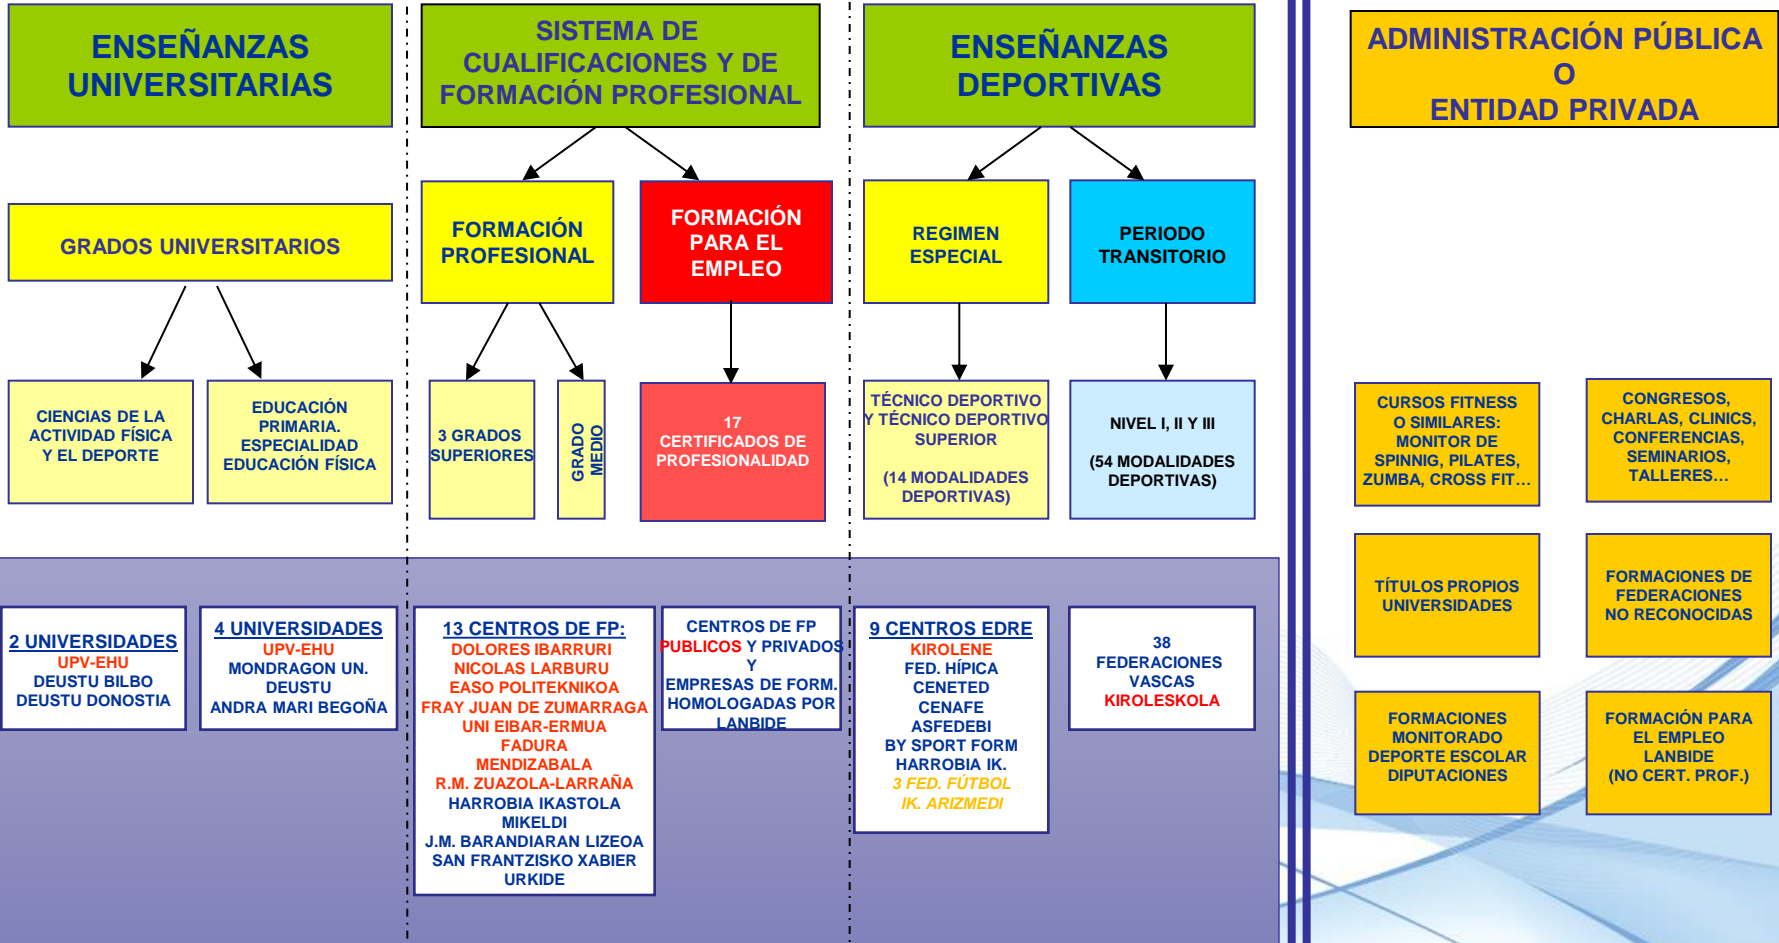 ENSEÑANZAS
UNIVERSITARIAS
SISTEMA DE
CUALIFICACIONES Y DE
FORMACIÓN PROFESIONAL
ENSEÑANZAS
DEPORTIVAS
ADMINISTRACIÓN PÚBLICA
O
ENTIDAD PRIVADA
GRADOS UNIVERSITARIOS
FORMACIÓN
PROFESIONAL
FORMACIÓN
PARA EL
EMPLEO
REGIMEN
ESPECIAL
PERIODO
TRANSITORIO
CIENCIAS DE LA
ACTIVIDAD FÍSICA
Y EL DEPORTE
EDUCACIÓN
PRIMARIA.
ESPECIALIDAD
EDUCACIÓN FÍSICA
3 GRADOS
SUPERIORES
GRADO
MEDIO
17
CERTIFICADOS DE
PROFESIONALIDAD
TÉCNICO DEPORTIVO
Y TÉCNICO DEPORTIVO
SUPERIOR
(14 MODALIDADES
DEPORTIVAS)
NIVEL I, II Y III
(54 MODALIDADES
DEPORTIVAS)
CURSOS FITNESS
O SIMILARES:
MONITOR DE
SPINNIG, PILATES,
ZUMBA, CROSS FIT...
CONGRESOS,
CHARLAS, CLINICS,
CONFERENCIAS,
SEMINARIOS,
TALLERES...
TÍTULOS PROPIOS
UNIVERSIDADES
FORMACIONES DE
FEDERACIONES
NO RECONOCIDAS
2 UNIVERSIDADES
UPV-EHU
DEUSTU BILBO
DEUSTU DONOSTIA
4 UNIVERSIDADES
UPV-EHU
MONDRAGON UN.
DEUSTU
ANDRA MARI BEGOÑA
13 CENTROS DE FP:
DOLORES IBARRURI
NICOLAS LARBURU
EASO POLITEKNIKOA
FRAY JUAN DE ZUMARRAGA
UNI EIBAR-ERMUA
FADURA
MENDIZABALA
R.M. ZUAZOLA-LARRAÑA
HARROBIA IKASTOLA
MIKELDI
J.M. BARANDIARAN LIZEOA
SAN FRANTZISKO XABIER
URKIDE
CENTROS DE FP
PUBLICOS Y PRIVADOS
Y
EMPRESAS DE FORM.
HOMOLOGADAS POR
LANBIDE
9 CENTROS EDRE
KIROLENE
FED. HÍPICA
CENETED
CENAFE
ASFEDEBI
BY SPORT FORM
HARROBIA IK.
3 FED. FÚTBOL
IK. ARIZMEDI
38
FEDERACIONES
VASCAS
KIROLESKOLA
FORMACIONES
MONITORADO
DEPORTE ESCOLAR
DIPUTACIONES
FORMACIÓN PARA
EL EMPLEO
LANBIDE
(NO CERT. PROF.)